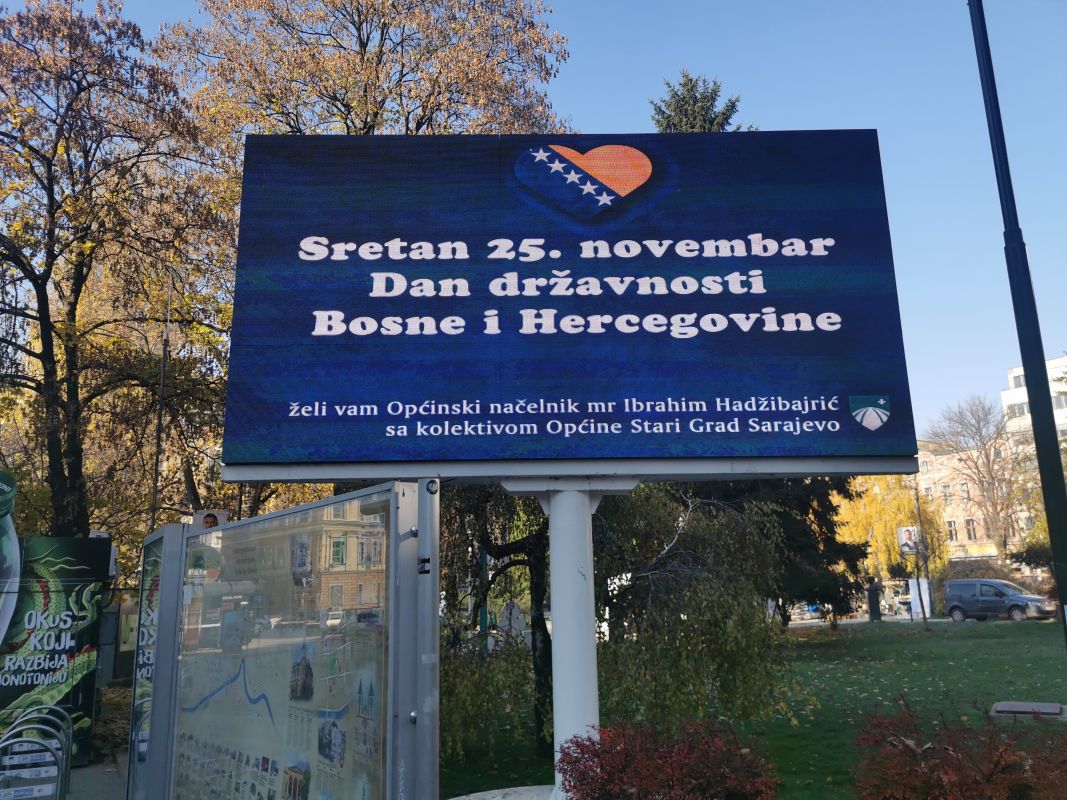 Sretan 25. novembar
Dan državnosti
Bosne i Hercegovine
želi vam Općinski načelnik mr Ibrahim Hadžibajrić
sa kolektivom Općine Stari Grad Sarajevo
OKUS
KOJI
RAZBIJA
MONOTONIJU